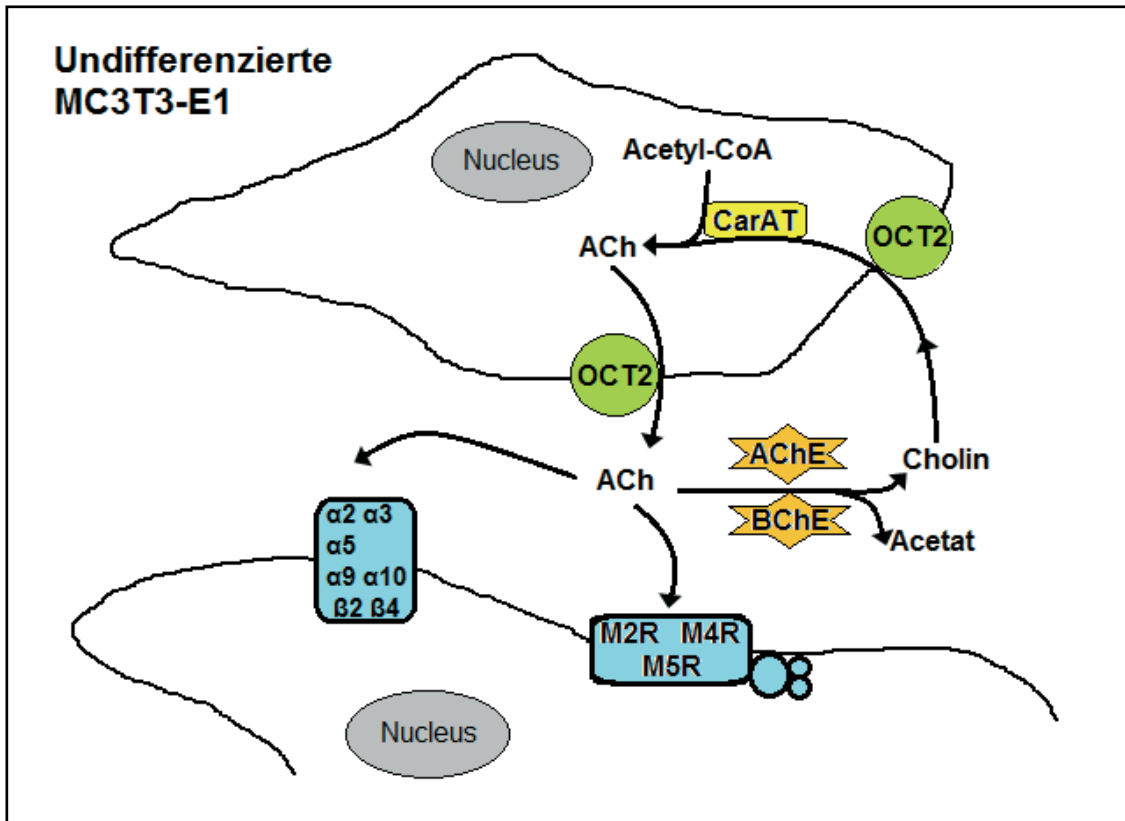 Undifferenzierte
MC3T3-E1
Nucleus
Acetyl-CoA
CarAT
OCT2
ACh
OCT2
ACh
AChE
Cholin
BChE
Acetat
α2 α3
α5
α9 α10
ß2 ß4
M2R M4R
M5R
Nucleus